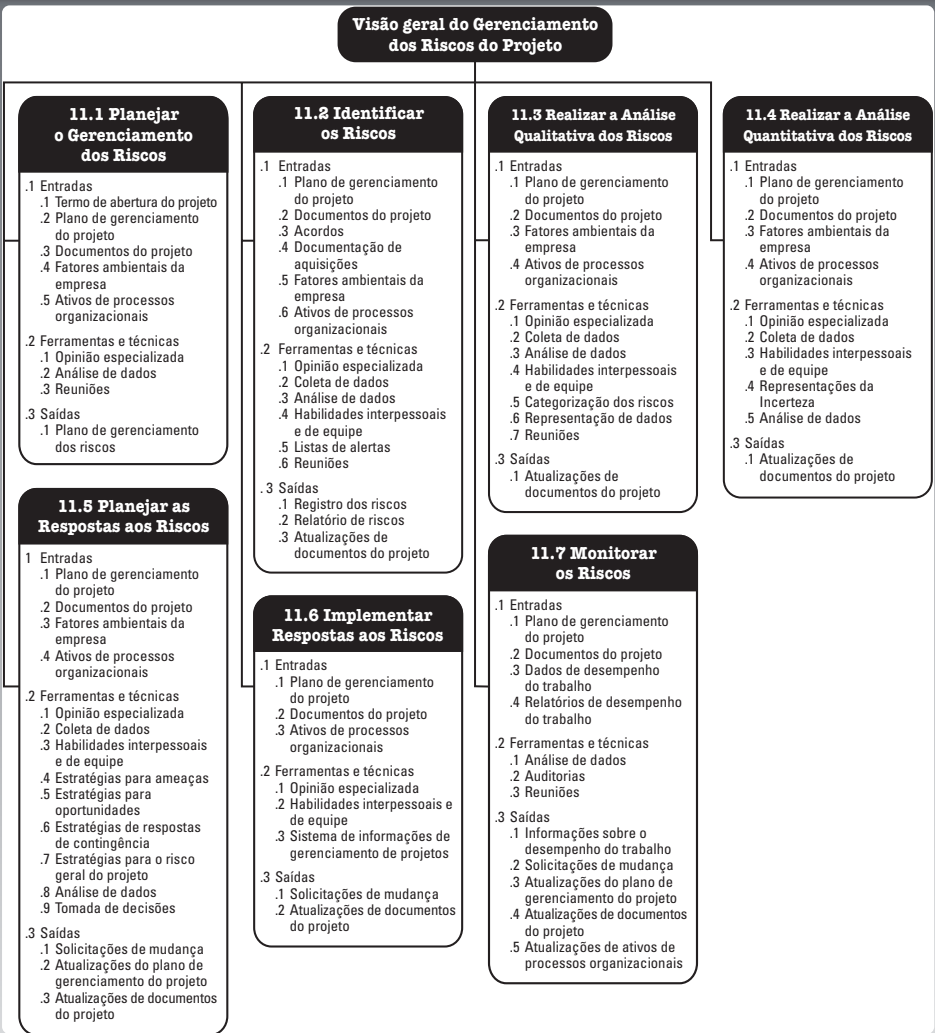 Visão geral do Gerenciamento
dos Riscos do Projeto
11.1 Planejar
o Gerenciamento
dos Riscos
.1 Entradas
.1 Termo de abertura do projeto
.2 Plano de gerenciamento
do projeto
.3 Documentos do projeto
.4 Fatores ambientais da
empresa
.5 Ativos de processos
organizacionais
.2 Ferramentas e técnicas
.1 Opinião especializada
.2 Análise de dados
.3 Reuniões
.3 Saídas
.1 Plano de gerenciamento
dos riscos
11.2 Identificar
os Riscos
.1 Entradas
.1 Plano de gerenciamento
do projeto
.2 Documentos do projeto
.3 Acordos
.4 Documentação de
aquisições
.5 Fatores ambientais da
empresa
.6 Ativos de processos
organizacionais
.2 Ferramentas e técnicas
.1 Opinião especializada
.2 Coleta de dados
.3 Análise de dados
.4 Habilidades interpessoais
e de equipe
.5 Listas de alertas
.6 Reuniões
. 3 Saídas
.1 Registro dos riscos
.2 Relatório de riscos
.3 Atualizações de
documentos do projeto
11.3 Realizar a Análise
Qualitativa dos Riscos
.1 Entradas
.1 Plano de gerenciamento
do projeto
.2 Documentos do projeto
.3 Fatores ambientais da
empresa
.4 Ativos de processos
organizacionais
.2 Ferramentas e técnicas
.1 Opinião especializada
.2 Coleta de dados
.3 Análise de dados
.4 Habilidades interpessoais
e de equipe
.5 Categorização dos riscos
.6 Representação de dados
.7 Reuniões
.3 Saídas
.1 Atualizações de
documentos do projeto
11.4 Realizar a Análise
Quantitativa dos Riscos
.1 Entradas
.1 Plano de gerenciamento
do projeto
.2 Documentos do projeto
.3 Fatores ambientais da
empresa
.4 Ativos de processos
organizacionais
.2 Ferramentas e técnicas
.1 Opinião especializada
.2 Coleta de dados
.3 Habilidades interpessoais
e de equipe
.4 Representações da
Incerteza
.5 Análise de dados
.3 Saídas
.1 Atualizações de
documentos do projeto
11.5 Planejar as
Respostas aos Riscos
1 Entradas
.1 Plano de gerenciamento
do projeto
.2 Documentos do projeto
.3 Fatores ambientais da
empresa
.4 Ativos de processos
organizacionais
.2 Ferramentas e técnicas
.1 Opinião especializada
.2 Coleta de dados
.3 Habilidades interpessoais
e de equipe
.4 Estratégias para ameaças
.5 Estratégias para
oportunidades
.6 Estratégias de respostas
de contingência
.7 Estratégias para o risco
geral do projeto
.8 Análise de dados
.9 Tomada de decisões
.3 Saídas
.1 Solicitações de mudança
.2 Atualizações do plano de
gerenciamento do projeto
.3 Atualizações de documentos
do projeto
11.6 Implementar
Respostas aos Riscos
.1 Entradas
.1 Plano de gerenciamento
do projeto
.2 Documentos do projeto
.3 Ativos de processos
organizacionais
.2 Ferramentas e técnicas
.1 Opinião especializada
.2 Habilidades interpessoais e
de equipe
.3 Sistema de informações de
gerenciamento de projetos
.3 Saídas
.1 Solicitações de mudança
.2 Atualizações de documentos
do projeto
11.7 Monitorar
os Riscos
.1 Entradas
.1 Plano de gerenciamento
do projeto
.2 Documentos do projeto
.3 Dados de desempenho
do trabalho
.4 Relatórios de desempenho
do trabalho
.2 Ferramentas e técnicas
.1 Análise de dados
.2 Auditorias
.3 Reuniões
.3 Saídas
.1 Informações sobre o
desempenho do trabalho
.2 Solicitações de mudança
.3 Atualizações do plano de
gerenciamento do projeto
.4 Atualizações de documentos
do projeto
.5 Atualizações de ativos de
processos organizacionais